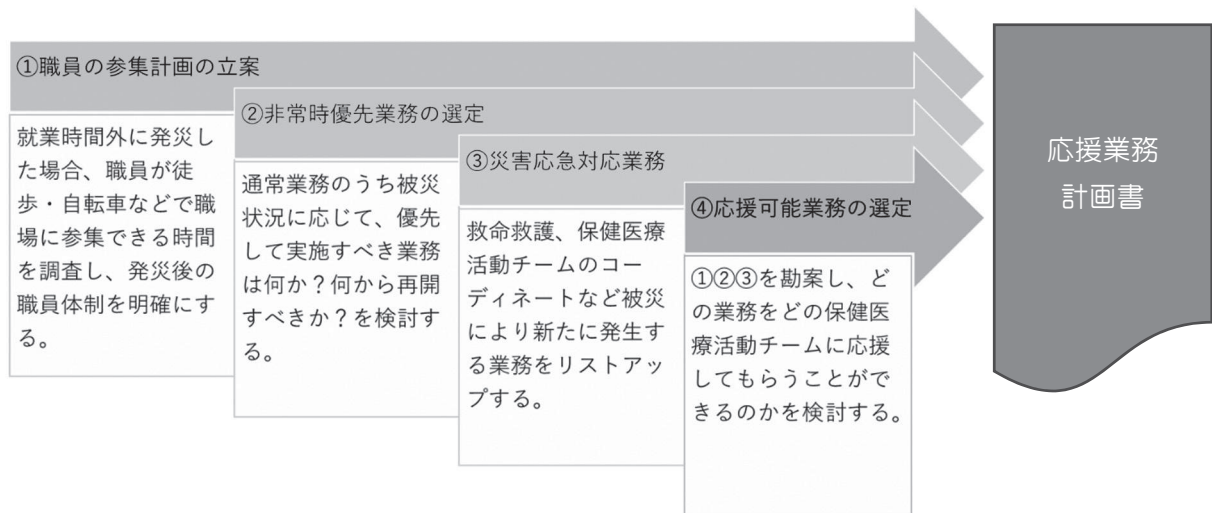 ①職員の参集計画の立案
就業時間外に発災し
た場合、職員が徒
歩・自転車などで職
場に参集できる時間
を調査し、発災後の
職員体制を明確にす
る。
②非常時優先業務の選定
通常業務のうち被災
状況に応じて、優先
して実施すべき業務
は何か？何から再開
すべきか？を検討す
る。
③災害応急対応業務
救命救護、保健医療
活動チームのコー
ディネートなど被災
により新たに発生す
る業務をリストアッ
プする。
④応援可能業務の選定
①②③を勘案し、ど
の業務をどの保健医
療活動チームに応援
してもらうことがで
きるのかを検討する。
応援業務
計画書